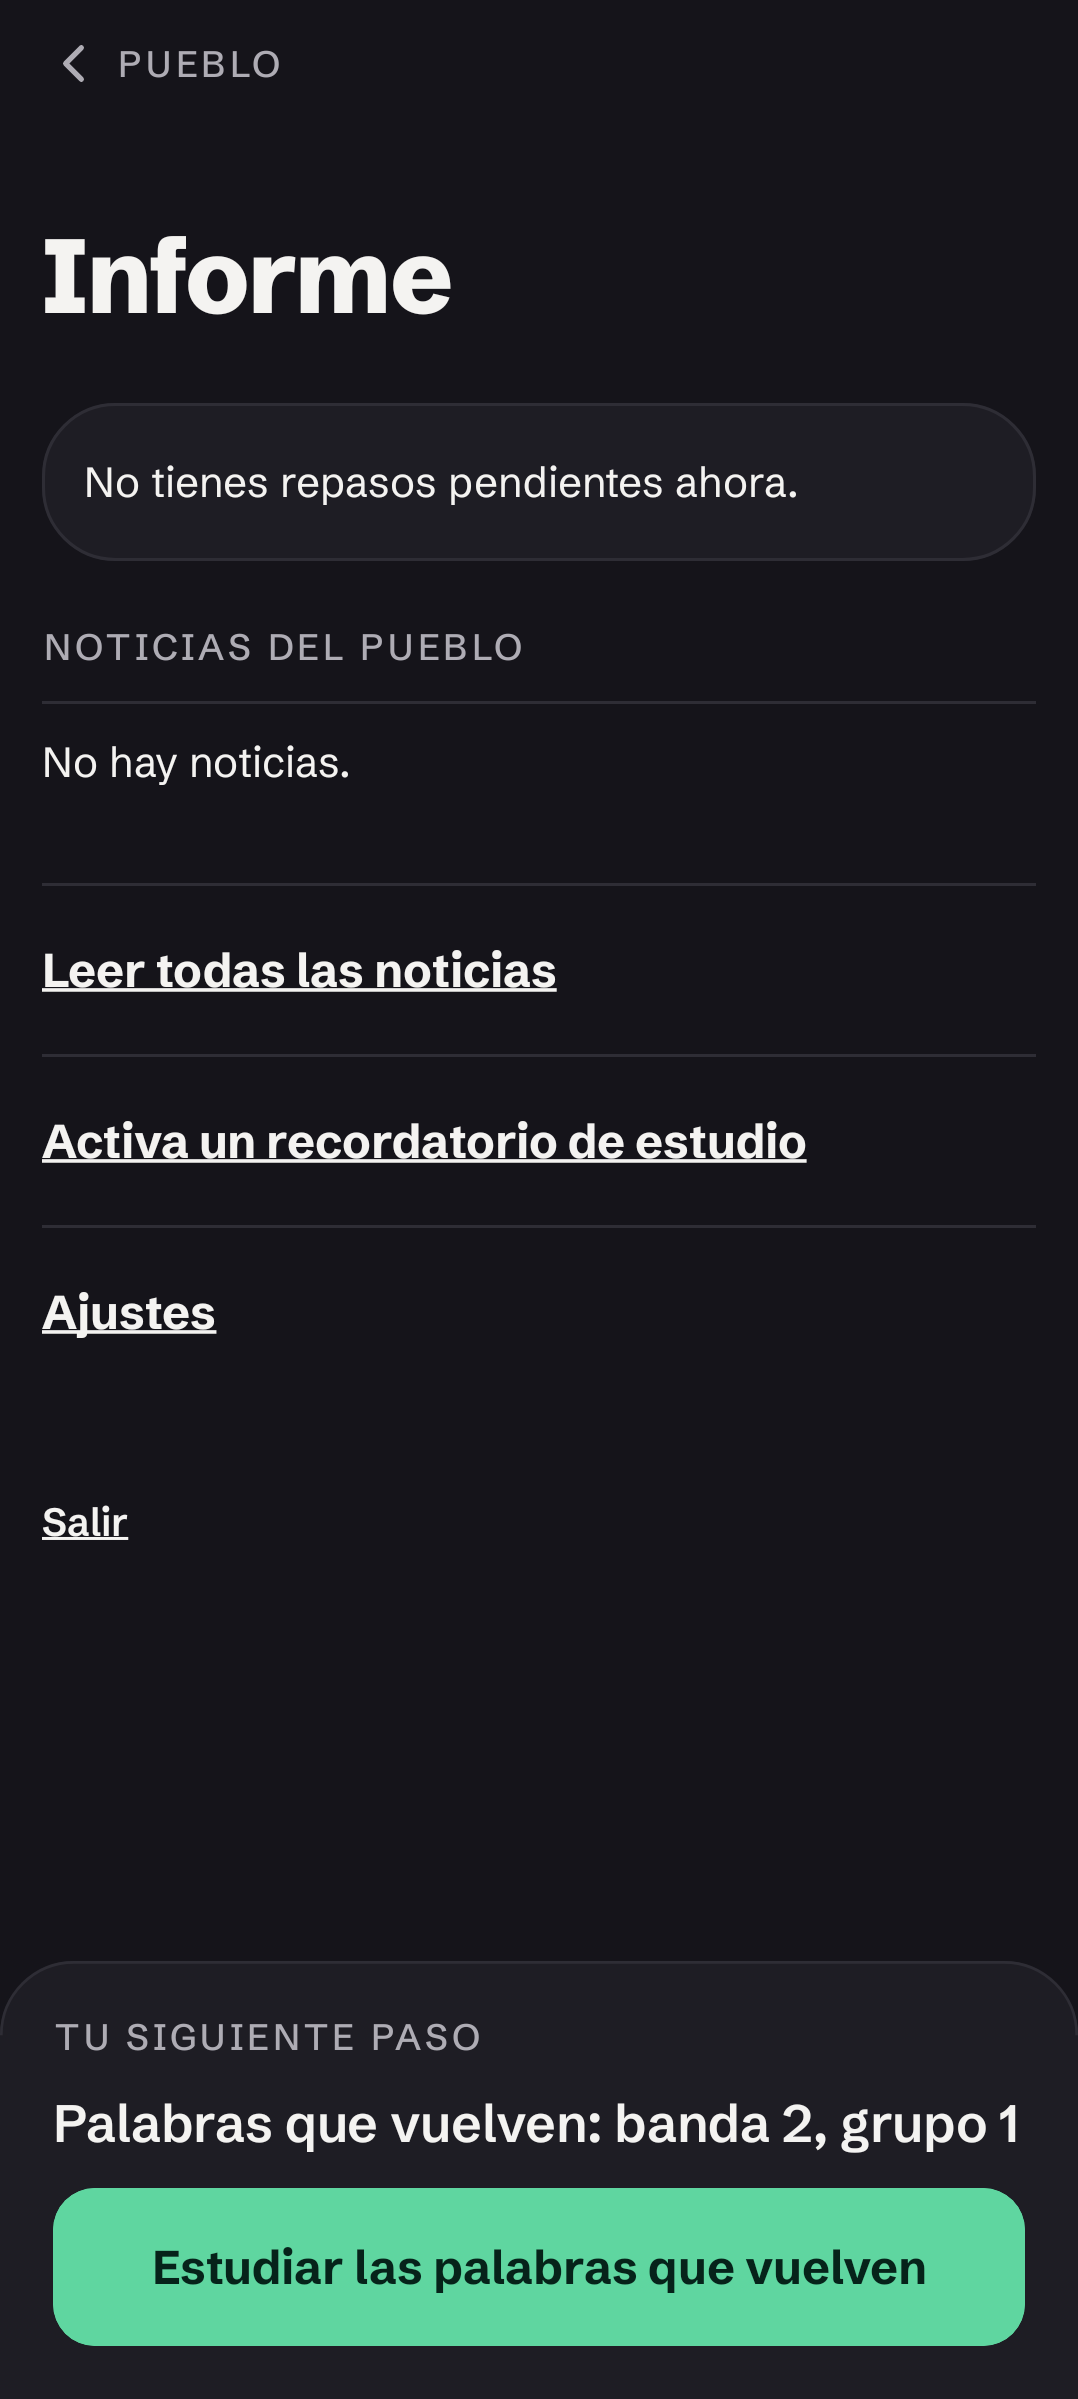 PUEBLO
Informe
No tienes repasos pendientes ahora.
NOTICIAS DEL PUEBLO
No hay noticias.
Leer todas las noticias
Activa un recordatorio de estudio
Ajustes
Salir
TU SIGUIENTE PASO
Palabras que vuelven: banda 2, grupo 1
Estudiar las palabras que vuelven